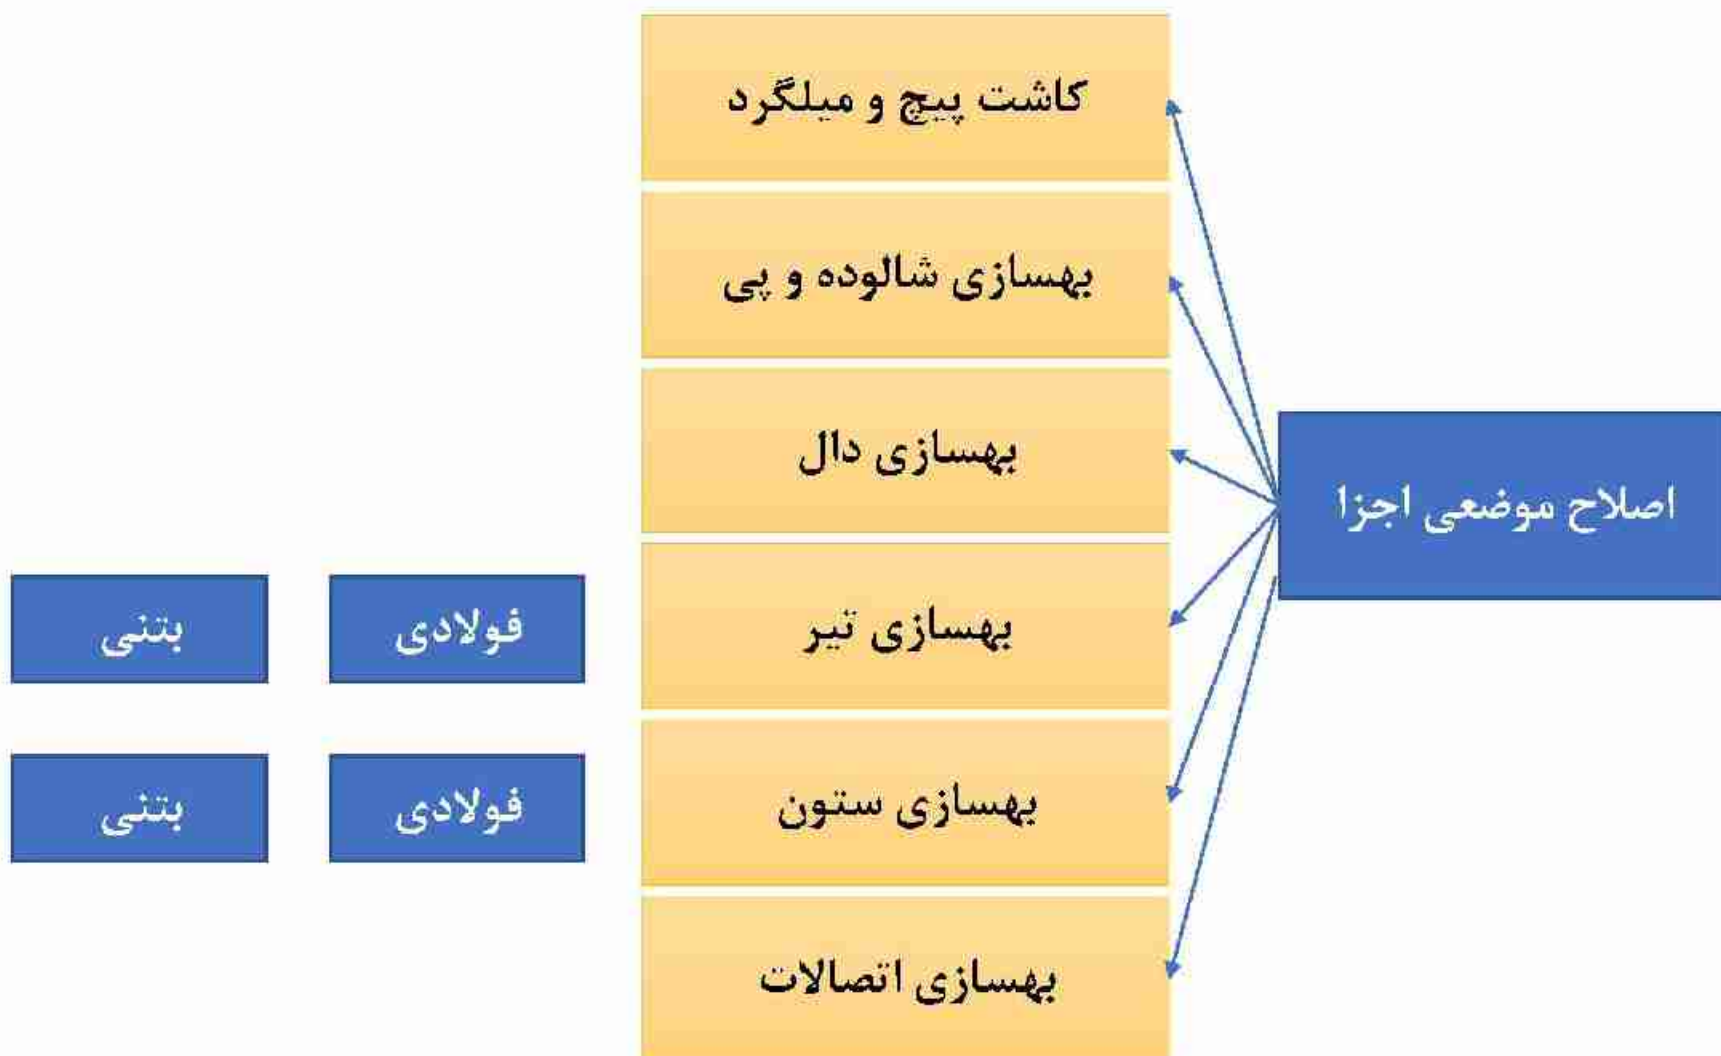 اصلاح موضعی اجزا
کاشت پیچ و میلگرد
بهسازی شالوده و پی
بهسازی دال
بهسازی تیر
فولادی
بتنی
بهسازی ستون
فولادی
بتنی
بهسازی اتصالات